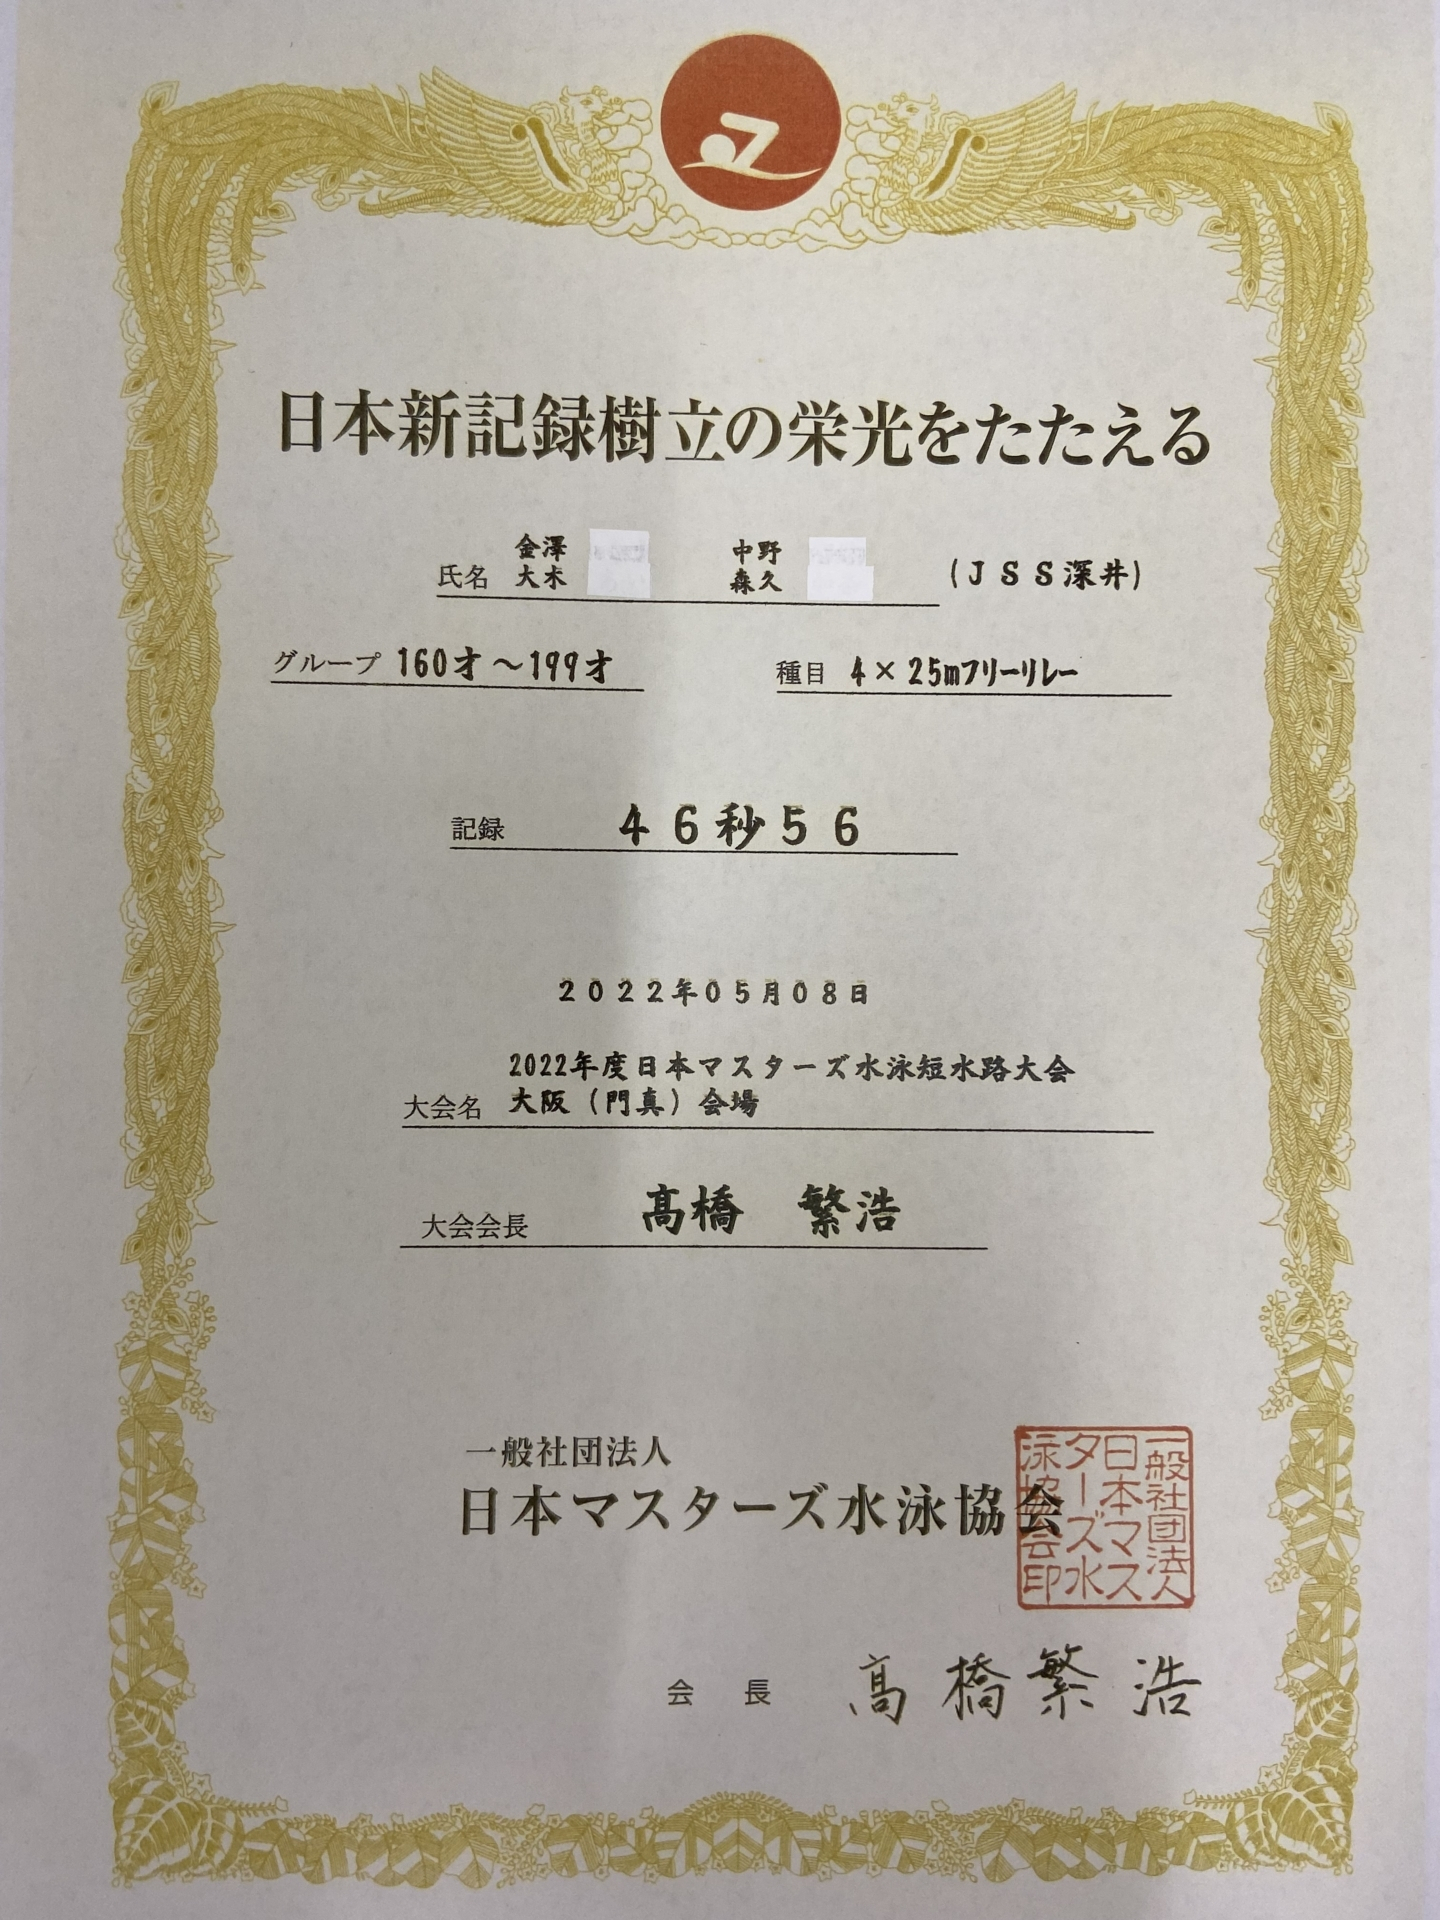 日本新記録樹立の栄光をたたえる
金澤 中野
氏名 大木 森久 (JSS深井)
グループ 160才～199才 種目 4×25mフリーリレー
記録 46秒56
2022年05月08日
2022年度日本マスターズ水泳短水路大会
大会名 大阪（門真）会場
大会会長 髙橋 繁浩
一般社団法人
日本マスターズ水泳協会
一般社団法人
日本マス
ターズ水
泳協会印
会長 髙橋繁浩